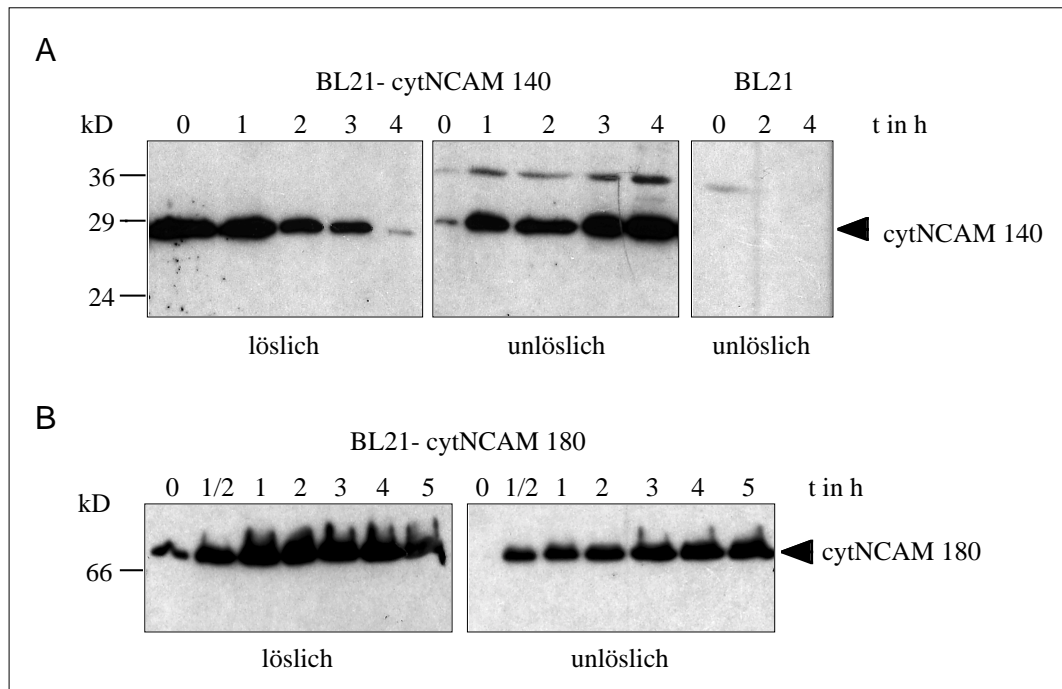 A
BL21- cytNCAM 140 BL21
kD 0 1 2 3 4 0 1 2 3 4 0 2 4 t in h
36
29 cytNCAM 140
24
löslich unlöslich unlöslich
B
BL21- cytNCAM 180
kD 0 1/2 1 2 3 4 5 0 1/2 1 2 3 4 5 t in h
66 cytNCAM 180
löslich unlöslich